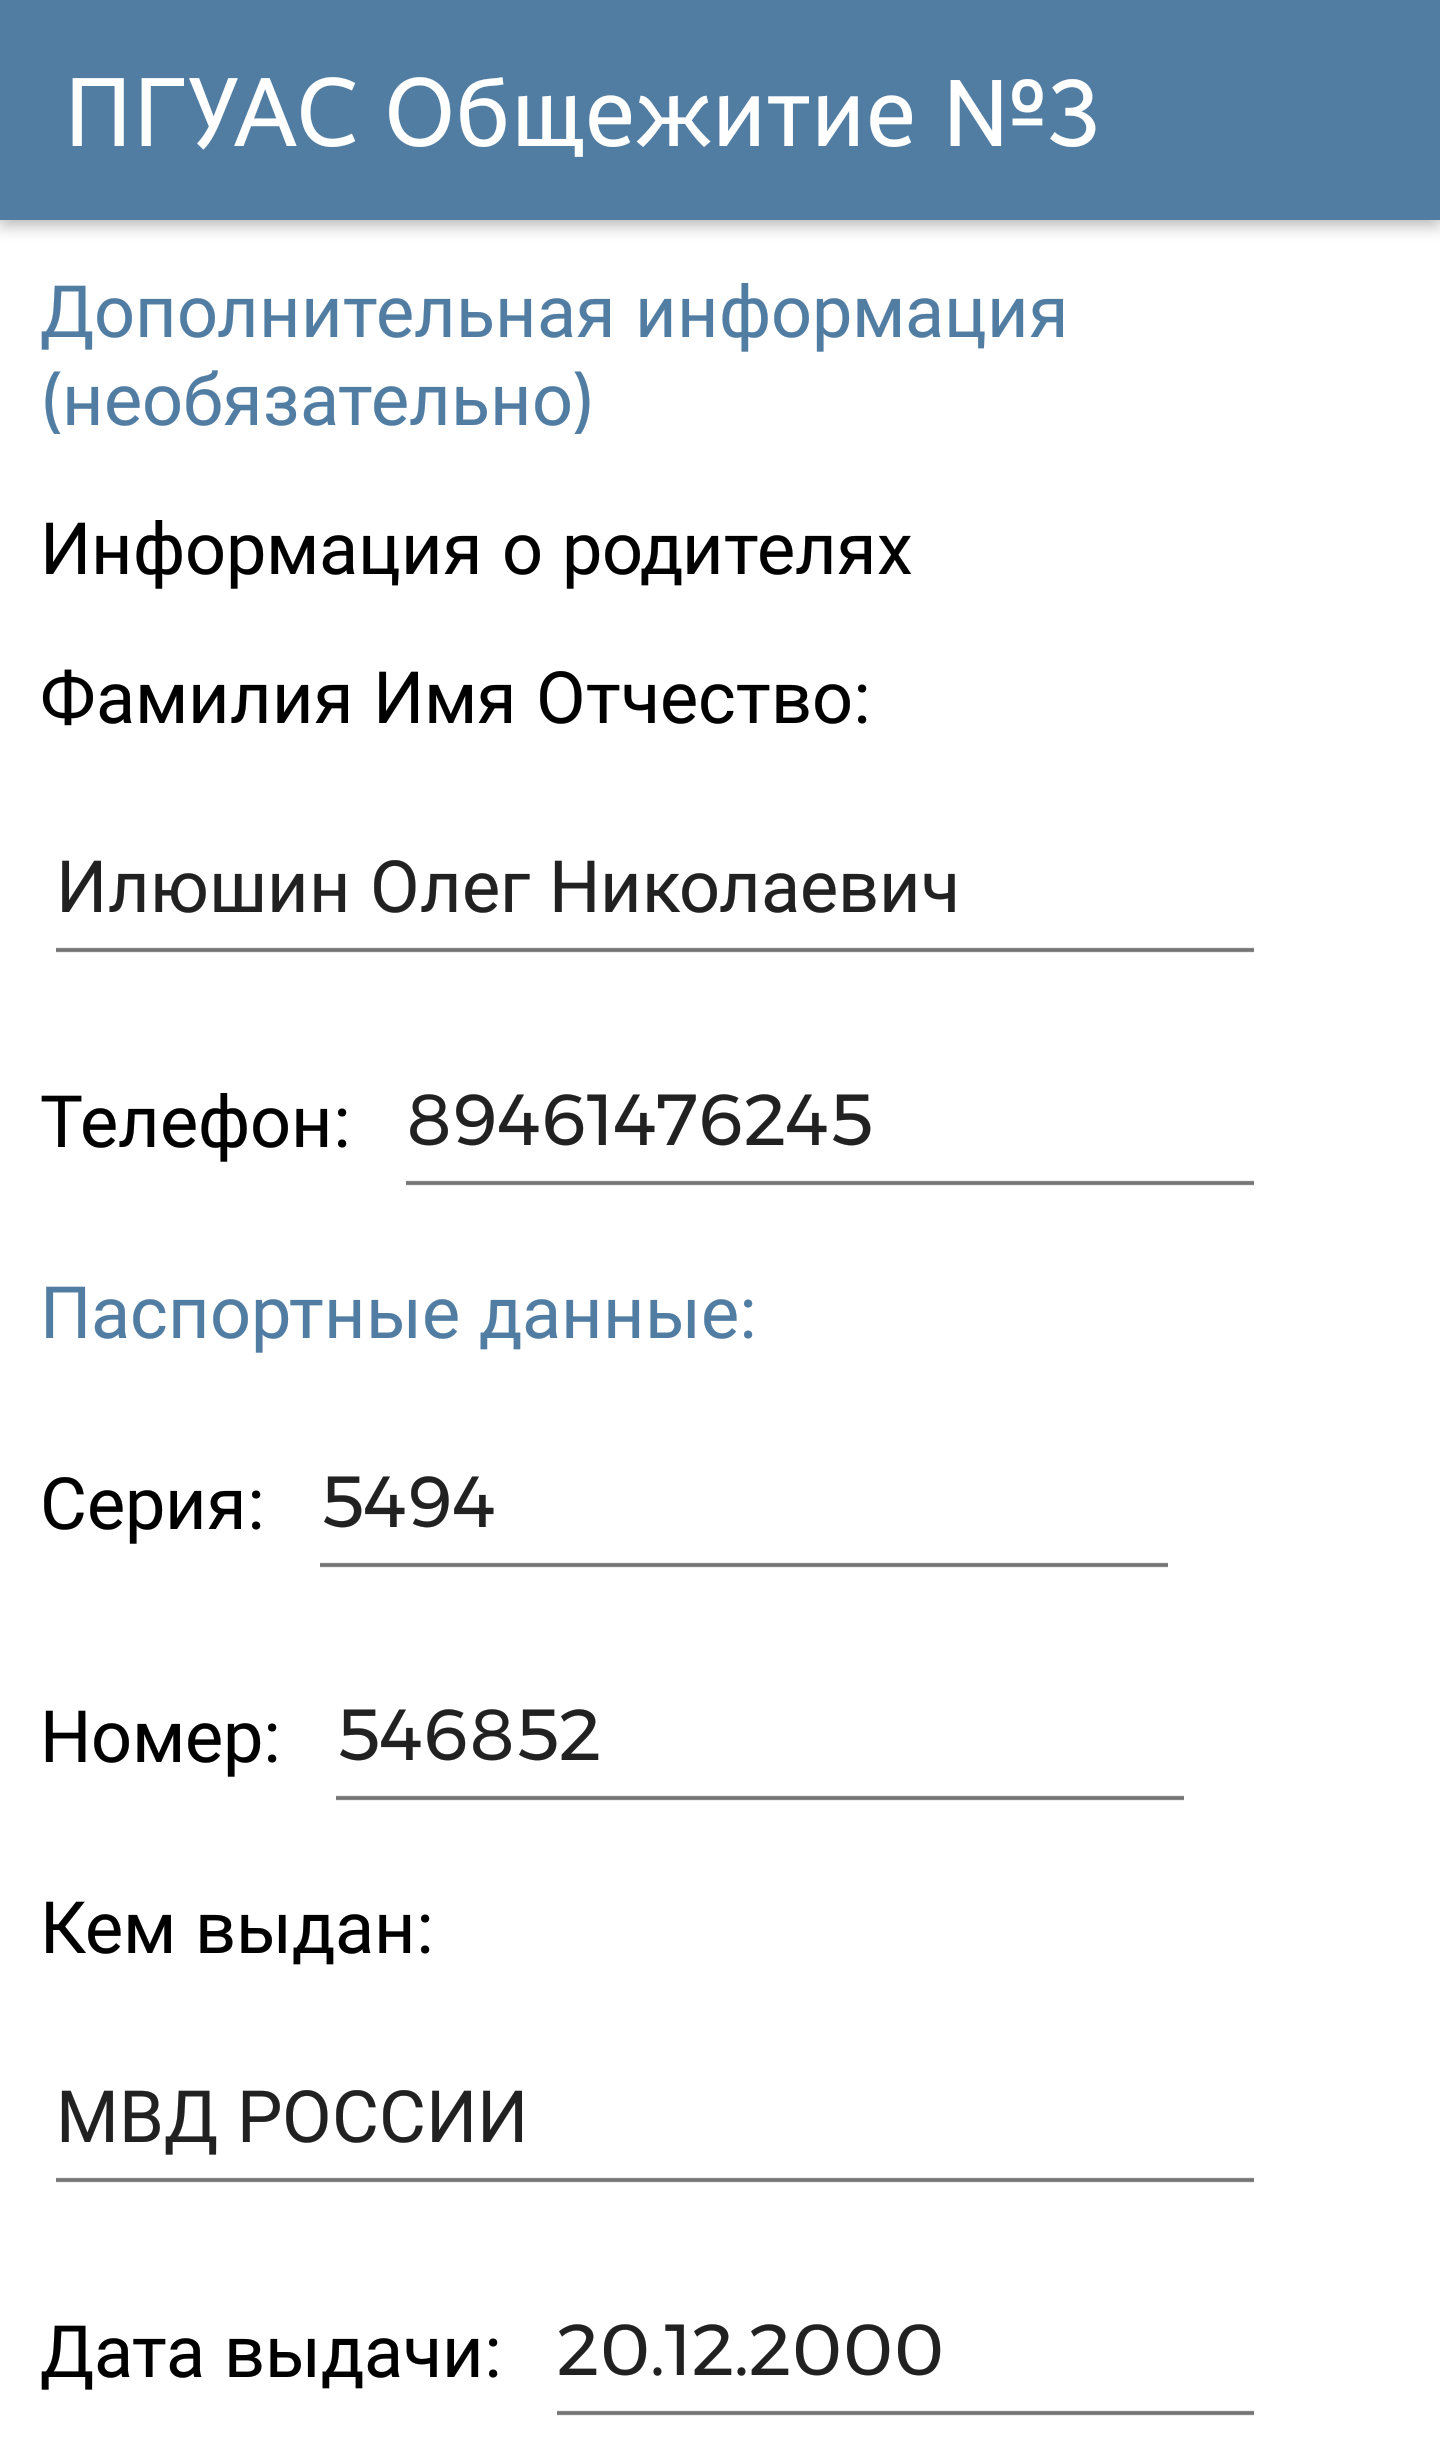 ПГУАС Общежитие №3
Дополнительная информация
(необязательно)
Информация о родителях
Фамилия Имя Отчество:
Илюшин Олег Николаевич
Телефон: 89461476245
Паспортные данные:
Серия: 5494
Номер: 546852
Кем выдан:
МВД РОССИИ
Дата выдачи: 20.12.2000